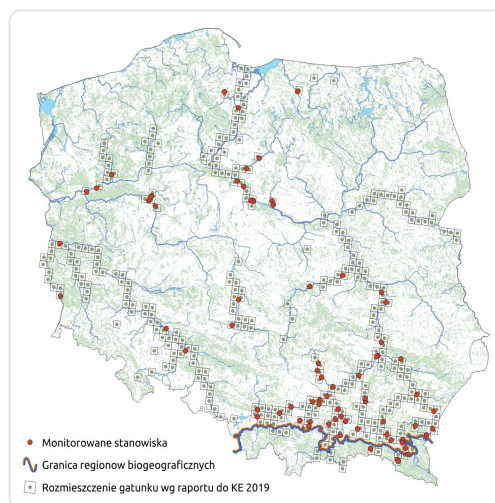 Monitorowane stanowiska
Granica regionow biogeograficznych
Rozmieszczenie gatunku wg raportu do KE 2019